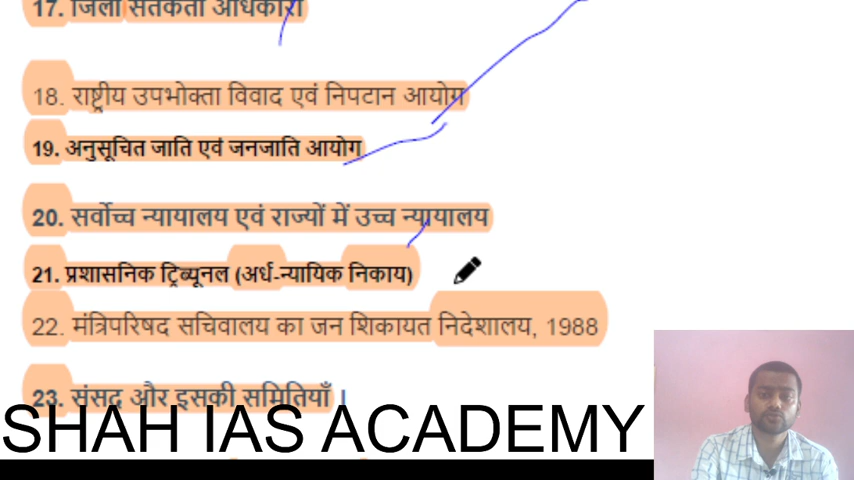 17. जिला सतर्कता अधिकारी
18. राष्ट्रीय उपभोक्ता विवाद एवं निपटान आयोग
19. अनुसूचित जाति एवं जनजाति आयोग
20. सर्वोच्च न्यायालय एवं राज्यों में उच्च न्यायालय
21. प्रशासनिक ट्रिब्यूनल (अर्ध-न्यायिक निकाय)
22. मंत्रिपरिषद सचिवालय का जन शिकायत निदेशालय, 1988
23. संसद और इसकी समितियाँ ।
SHAH IAS ACADEMY